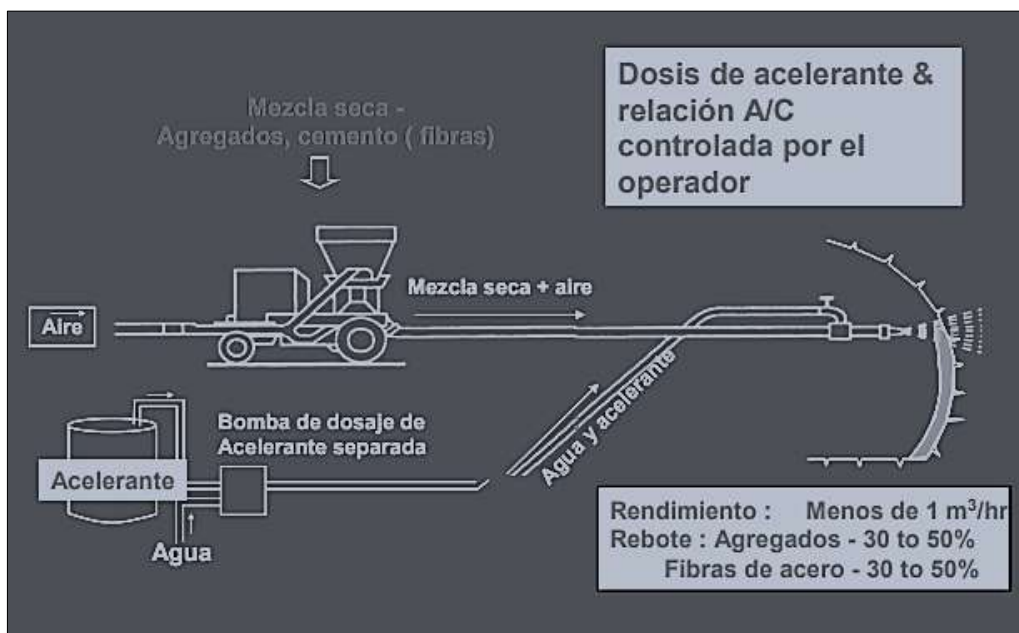 Dosis de acelerante &
relación A/C
controlada por el
operador
Mezcla seca -
Agregados, cemento ( fibras)
Mezcla seca + aire
Aire
Bomba de dosaje de
Acelerante separada
Agua y acelerante
Acelerante
Agua
Rendimiento : Menos de 1 m³/hr
Rebote : Agregados - 30 to 50%
Fibras de acero - 30 to 50%